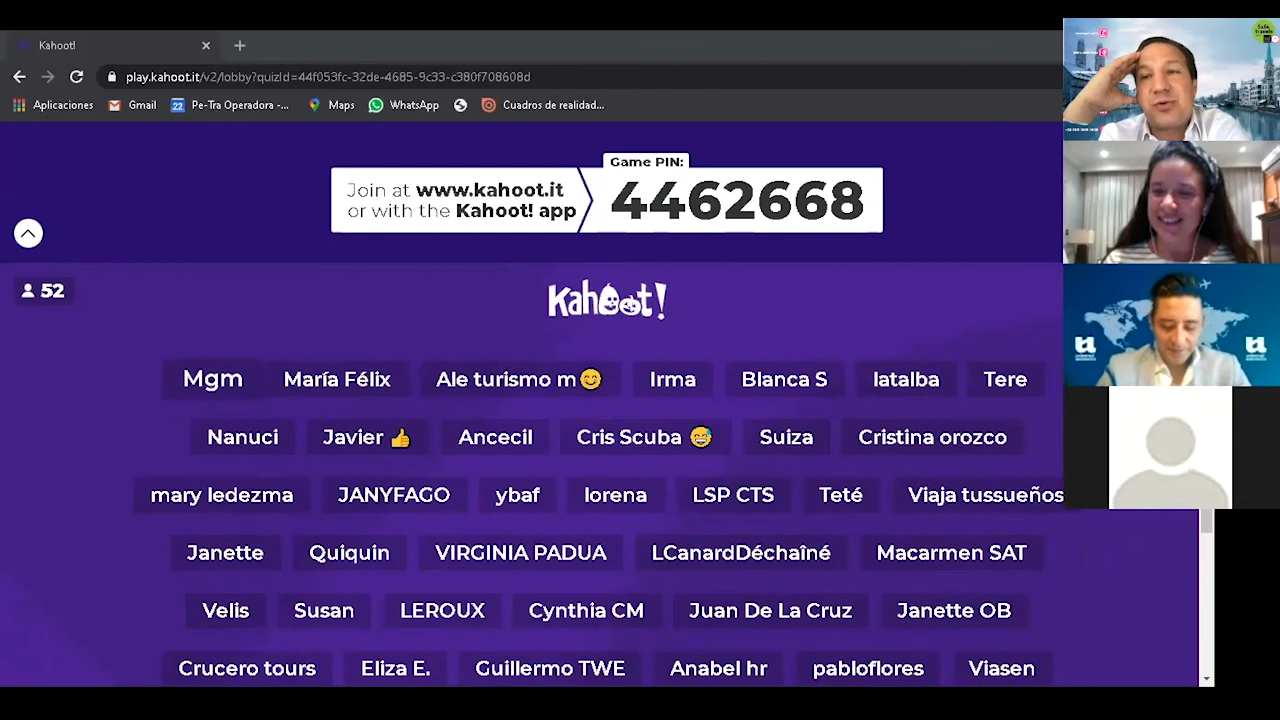 Kahoot!
play.kahoot.it/v2/lobby?quizId=44f053fc-32de-4685-9c33-c380f708608d
Aplicaciones Gmail 22 Pe-Tra Operadora -... Maps WhatsApp Cuadros de realidad...
Game PIN:
Join at www.kahoot.it
or with the Kahoot! app
4462668
52
Kahoot!
Mgm María Félix Ale turismo m😊 Irma Blanca S latalba Tere
Nanuci Javier 👍 Ancecil Cris Scuba 😅 Suiza Cristina orozco
mary ledezma JANYFAGO ybaf lorena LSP CTS Teté Viaja tussueños
Janette Quiquin VIRGINIA PADUA LCanardDéchaîné Macarmen SAT
Velis Susan LEROUX Cynthia CM Juan De La Cruz Janette OB
Crucero tours Eliza E. Guillermo TWE Anabel hr pabloflores Viasen
Safe
travels